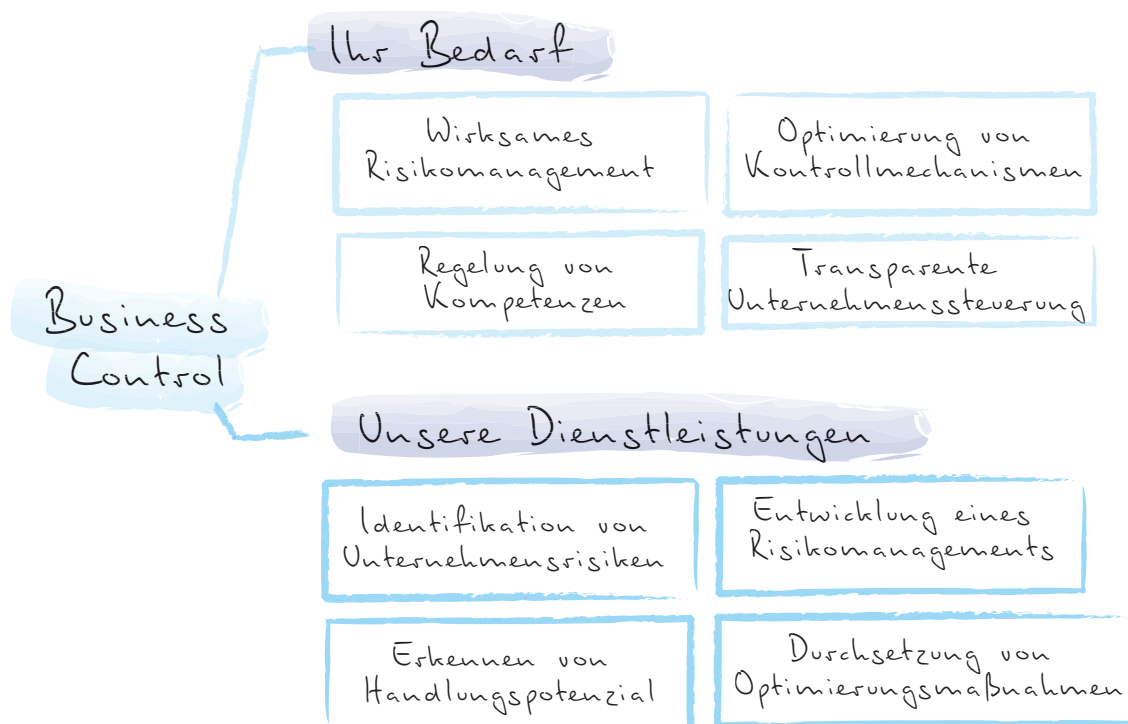 Ihr Bedarf
Wirksames
Risikomanagement
Optimierung von
Kontrollmechanismen
Regelung von
Kompetenzen
Transparente
Unternehmenssteuerung
Business
Control
Unsere Dienstleistungen
Identifikation von
Unternehmensrisiken
Entwicklung eines
Risikomanagements
Erkennen von
Handlungspotenzial
Durchsetzung von
Optimierungsmaßnahmen